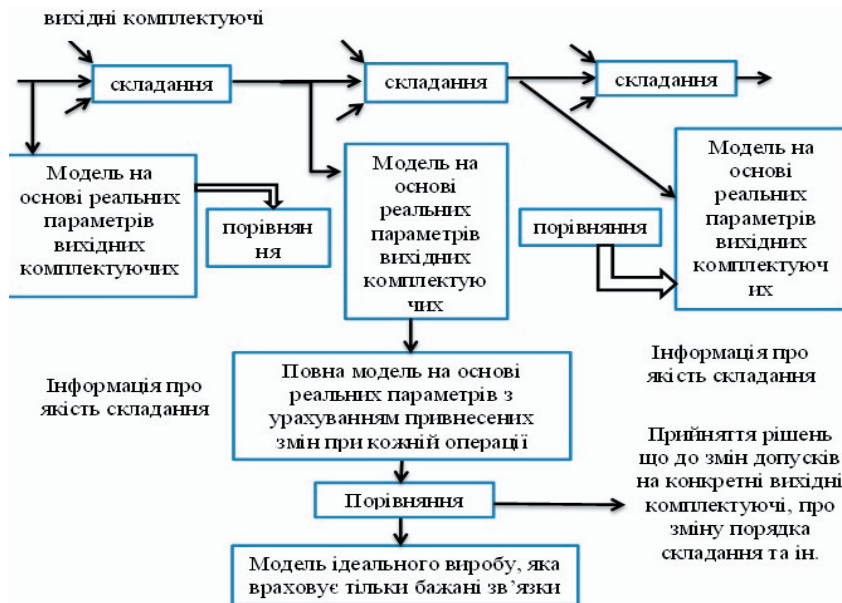 вихідні комплектуючі
складання
складання
складання
Модель на
основі реальних
параметрів
вихідних
комплектуючих
порівнян
ня
Модель на
основі
реальних
параметрів
вихідних
комплектую
чих
порівняння
Модель на
основі
реальних
параметрів
вихідних
комплектуюч
их
Інформація про
якість складання
Повна модель на основі
реальних параметрів з
урахуванням привнесених
змін при кожній операції
Інформація про
якість складання
Порівняння
Прийняття рішень
що до змін допусків
на конкретні вихідні
комплектуючі, про
зміну порядка
складання та ін.
Модель ідеального виробу, яка
враховує тільки бажані зв’язки